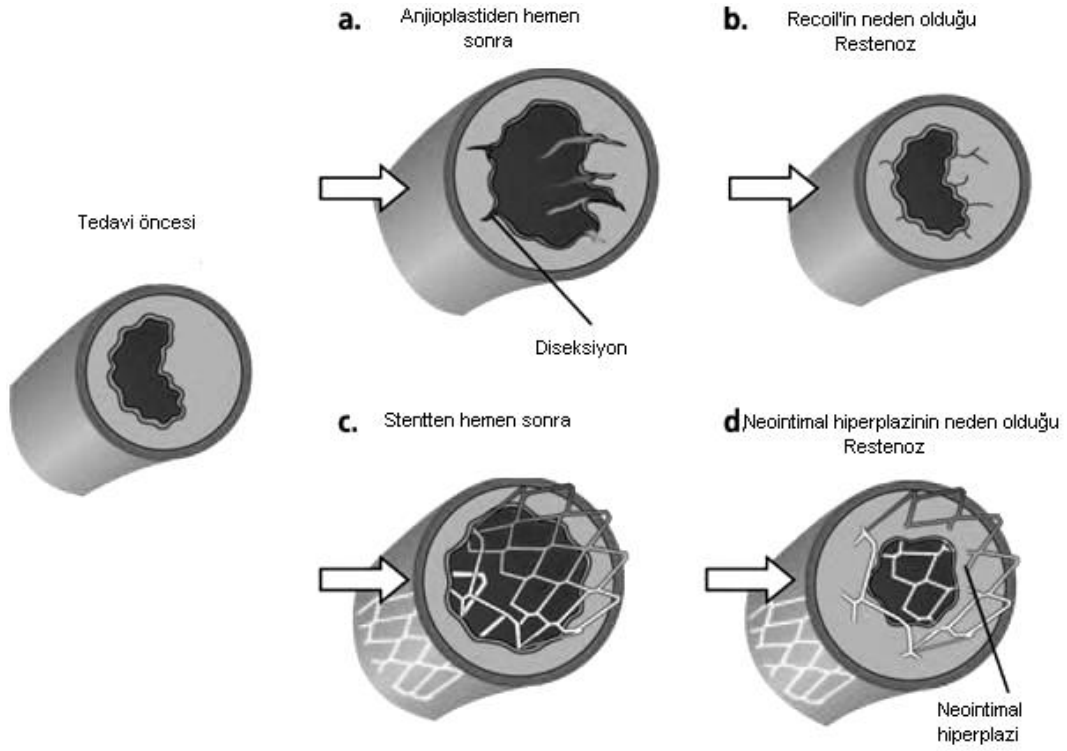 a. Anjioplastiden hemen
sonra
b. Recoil'in neden olduğu
Restenoz
Tedavi öncesi
Diseksiyon
c. Stentten hemen sonra
d. Neointimal hiperplazinin neden olduğu
Restenoz
Neointimal
hiperplazi